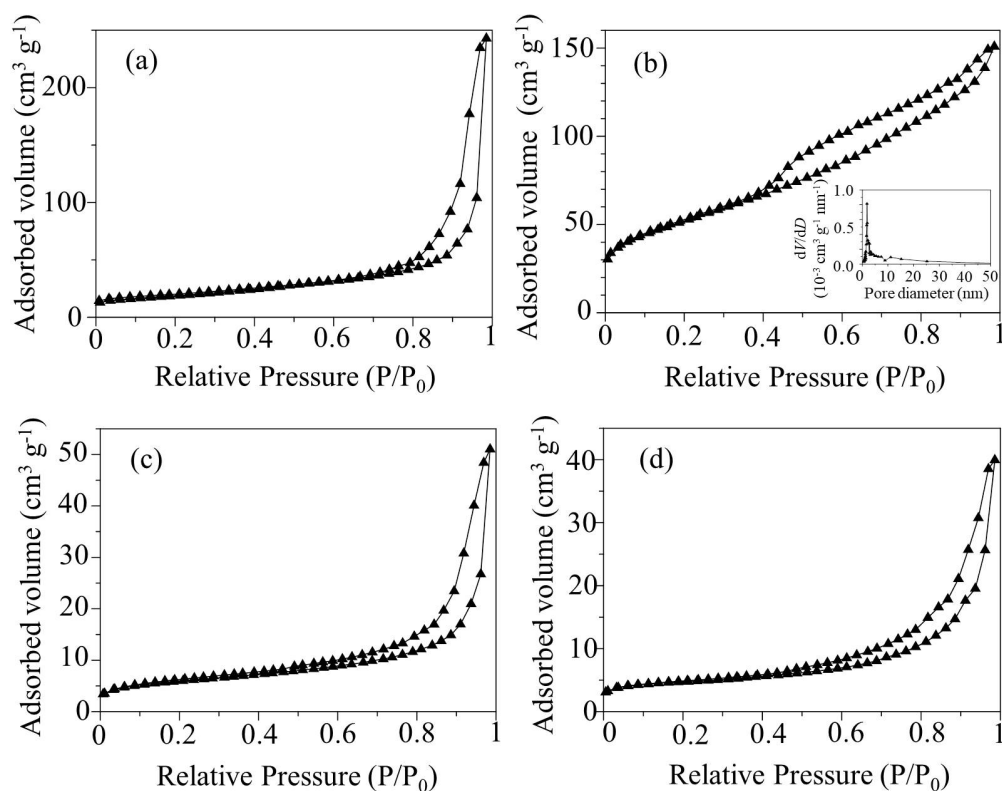 (a)
Adsorbed volume (cm³ g⁻¹)
200
100
0
0 0.2 0.4 0.6 0.8 1
Relative Pressure (P/P₀)
(b)
Adsorbed volume (cm³ g⁻¹)
150
100
50
0
0 0.2 0.4 0.6 0.8 1
Relative Pressure (P/P₀)
dV/dD
(10⁻³ cm³ g⁻¹ nm⁻¹)
1.0
0.5
0.0
0 10 20 30 40 50
Pore diameter (nm)
(c)
Adsorbed volume (cm³ g⁻¹)
50
40
30
20
10
0
0 0.2 0.4 0.6 0.8 1
Relative Pressure (P/P₀)
(d)
Adsorbed volume (cm³ g⁻¹)
40
30
20
10
0
0 0.2 0.4 0.6 0.8 1
Relative Pressure (P/P₀)